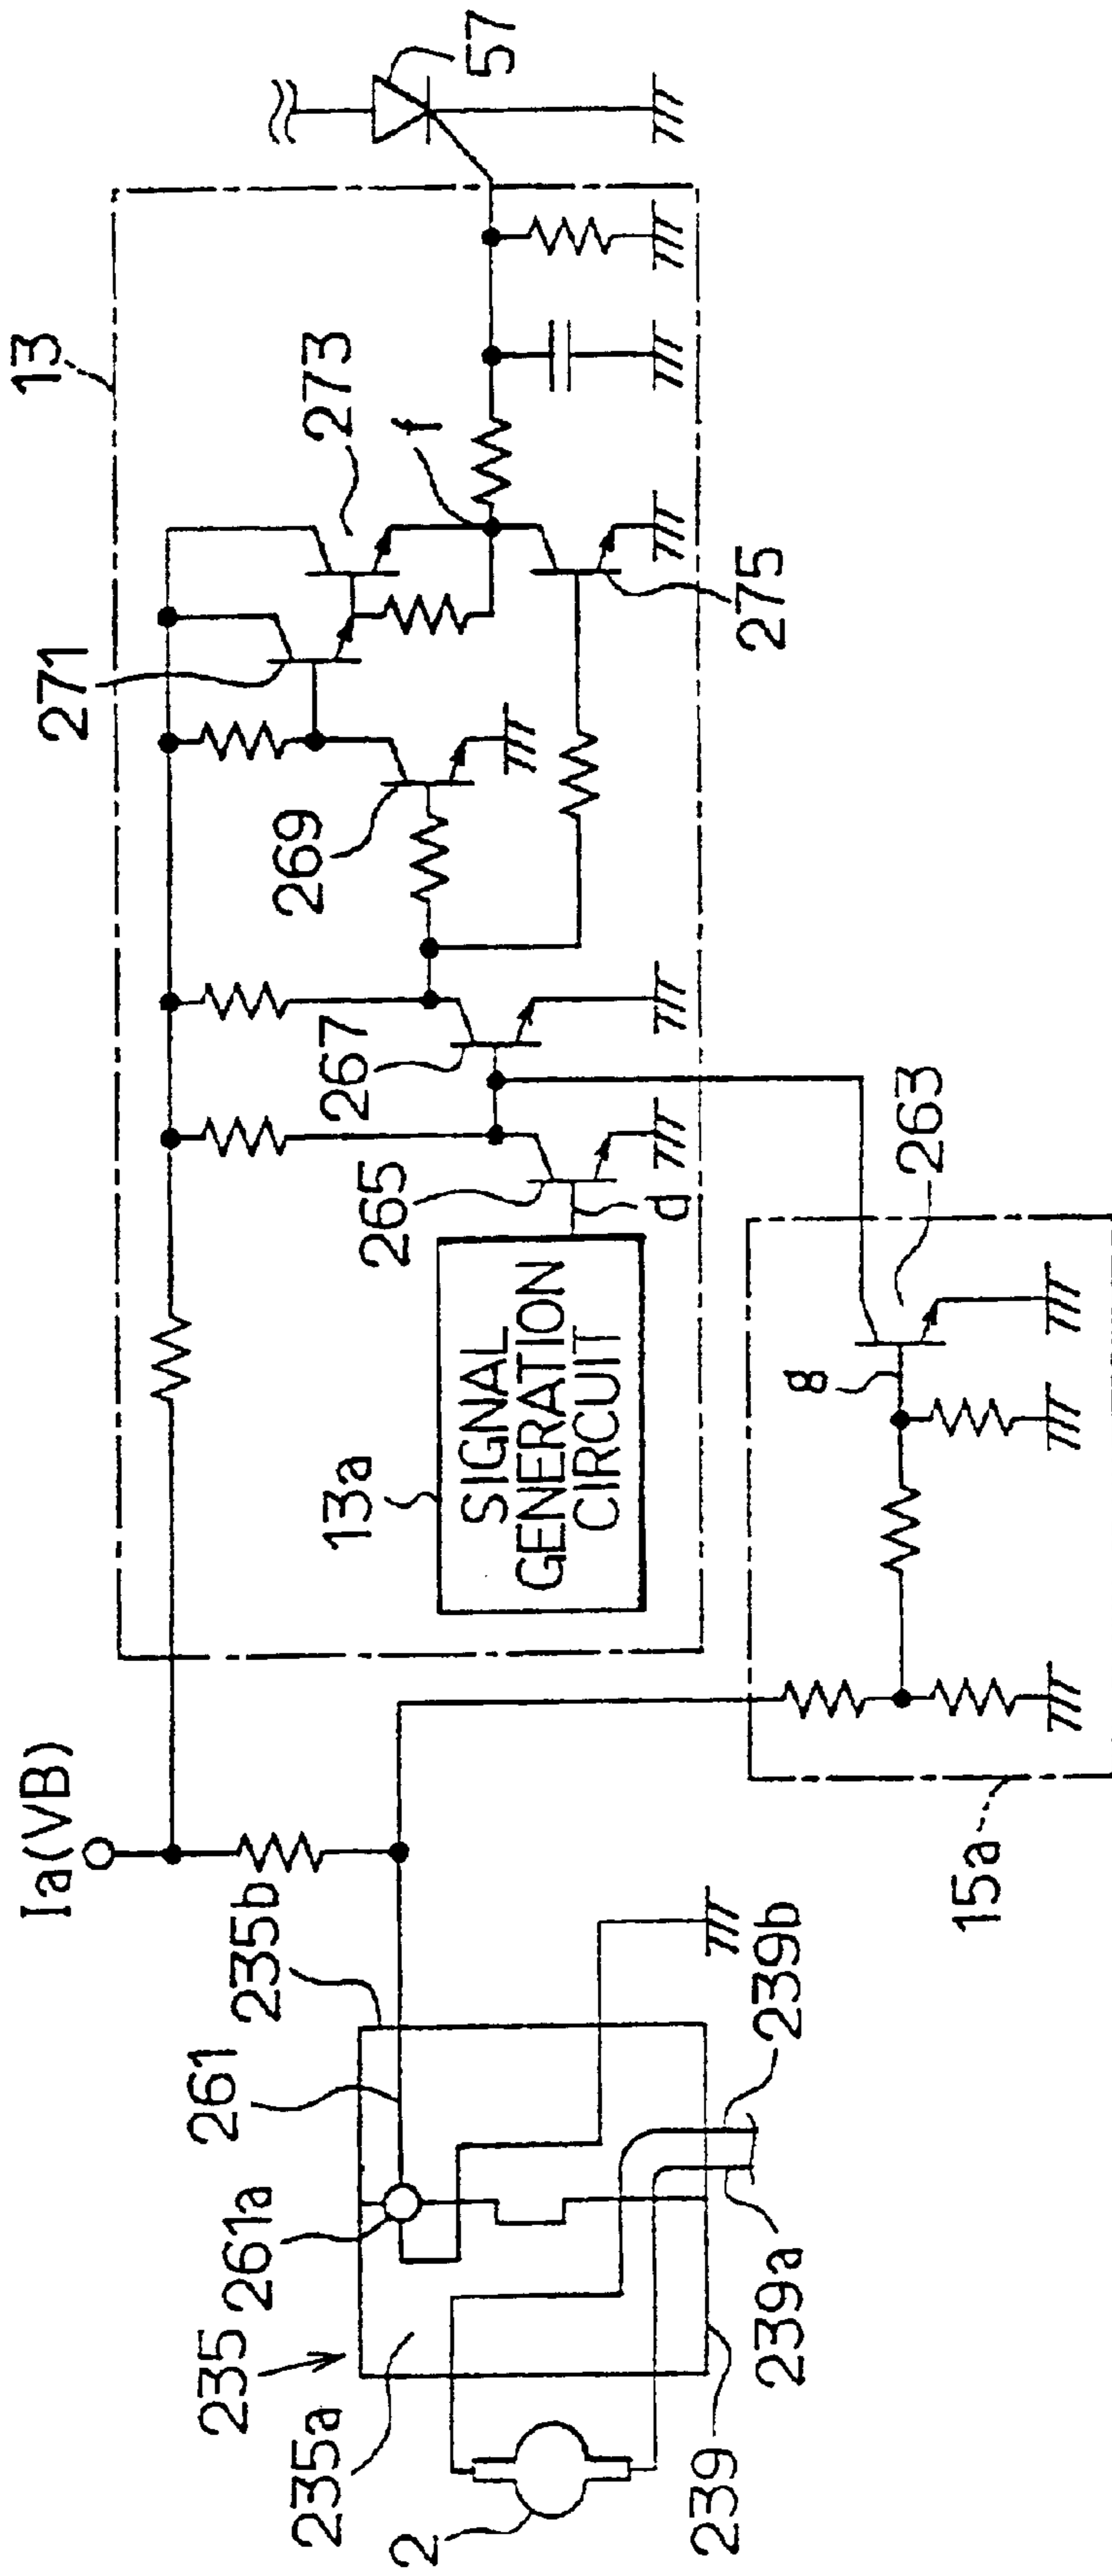 Ia(VB)
13
57
273
f
271
275
269
267
265
d
13a
SIGNAL
GENERATION
CIRCUIT
263
g
15a
235b
261
261a
235
235a
2
239
239a
239b